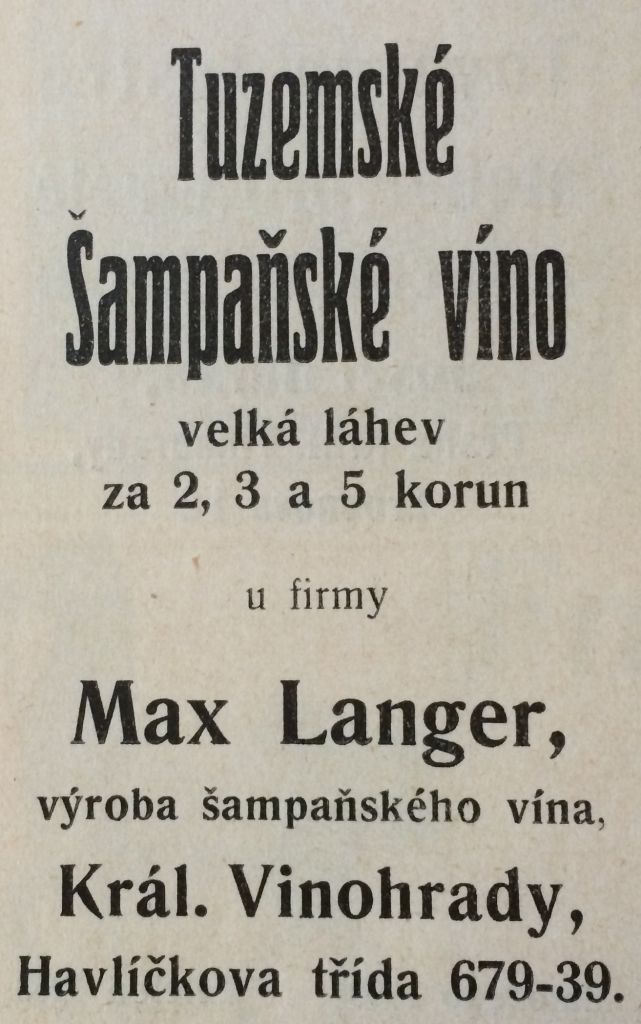 Tuzemské
Šampaňské víno
velká láhev
za 2, 3 a 5 korun
u firmy
Max Langer,
výroba šampaňského vína,
Král. Vinohrady,
Havlíčkova třída 679-39.